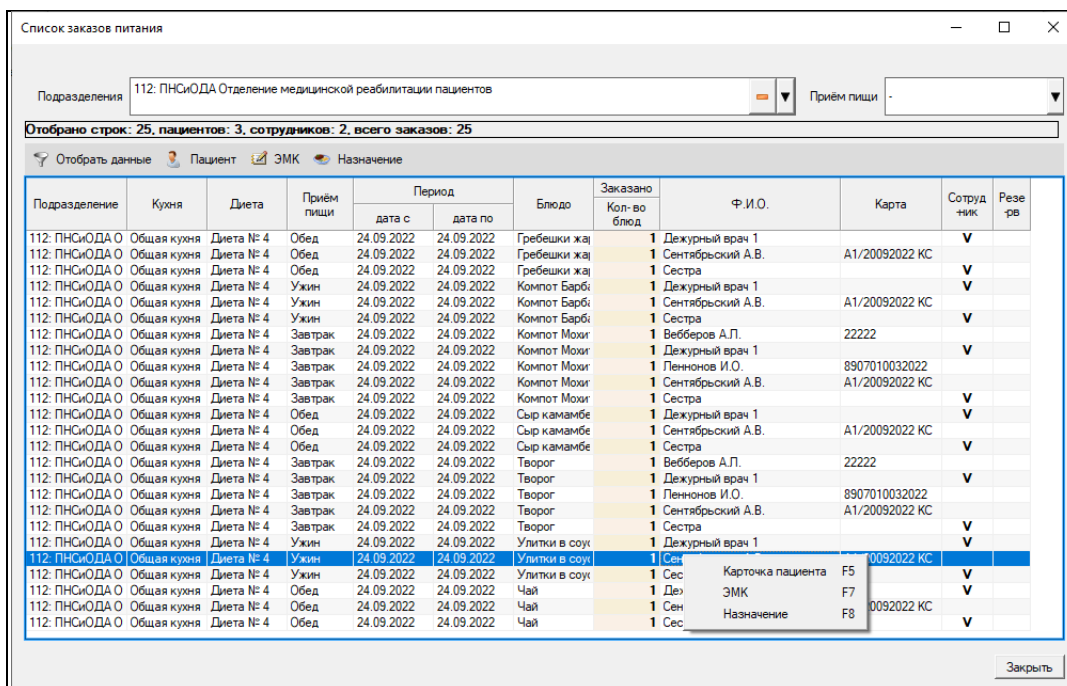 Список заказов питания
Подразделения 112: ПНСиОДА Отделение медицинской реабилитации пациентов Приём пищи -
Отобрано строк: 25, пациентов: 3, сотрудников: 2, всего заказов: 25
Отобрать данные Пациент ЭМК Назначение
Подразделение Кухня Диета Приём пищи Период дата с дата по Блюдо Заказано Кол-во блюд Ф.И.О. Карта Сотруд-ник Резе-рв
112: ПНСиОДА О Общая кухня Диета № 4 Обед 24.09.2022 24.09.2022 Гребешки жар 1 Дежурный врач 1 V
112: ПНСиОДА О Общая кухня Диета № 4 Обед 24.09.2022 24.09.2022 Гребешки жар 1 Сентябрьский А.В. А1/20092022 КС
112: ПНСиОДА О Общая кухня Диета № 4 Обед 24.09.2022 24.09.2022 Гребешки жар 1 Сестра V
112: ПНСиОДА О Общая кухня Диета № 4 Ужин 24.09.2022 24.09.2022 Компот Барба 1 Дежурный врач 1 V
112: ПНСиОДА О Общая кухня Диета № 4 Ужин 24.09.2022 24.09.2022 Компот Барба 1 Сентябрьский А.В. А1/20092022 КС
112: ПНСиОДА О Общая кухня Диета № 4 Ужин 24.09.2022 24.09.2022 Компот Барба 1 Сестра V
112: ПНСиОДА О Общая кухня Диета № 4 Завтрак 24.09.2022 24.09.2022 Компот Мохит 1 Вебберов А.Л. 22222
112: ПНСиОДА О Общая кухня Диета № 4 Завтрак 24.09.2022 24.09.2022 Компот Мохит 1 Дежурный врач 1 V
112: ПНСиОДА О Общая кухня Диета № 4 Завтрак 24.09.2022 24.09.2022 Компот Мохит 1 Леннонов И.О. 8907010032022
112: ПНСиОДА О Общая кухня Диета № 4 Завтрак 24.09.2022 24.09.2022 Компот Мохит 1 Сентябрьский А.В. А1/20092022 КС
112: ПНСиОДА О Общая кухня Диета № 4 Завтрак 24.09.2022 24.09.2022 Компот Мохит 1 Сестра V
112: ПНСиОДА О Общая кухня Диета № 4 Обед 24.09.2022 24.09.2022 Сыр камамбе 1 Дежурный врач 1 V
112: ПНСиОДА О Общая кухня Диета № 4 Обед 24.09.2022 24.09.2022 Сыр камамбе 1 Сентябрьский А.В. А1/20092022 КС
112: ПНСиОДА О Общая кухня Диета № 4 Обед 24.09.2022 24.09.2022 Сыр камамбе 1 Сестра V
112: ПНСиОДА О Общая кухня Диета № 4 Завтрак 24.09.2022 24.09.2022 Творог 1 Вебберов А.Л. 22222
112: ПНСиОДА О Общая кухня Диета № 4 Завтрак 24.09.2022 24.09.2022 Творог 1 Дежурный врач 1 V
112: ПНСиОДА О Общая кухня Диета № 4 Завтрак 24.09.2022 24.09.2022 Творог 1 Леннонов И.О. 8907010032022
112: ПНСиОДА О Общая кухня Диета № 4 Завтрак 24.09.2022 24.09.2022 Творог 1 Сентябрьский А.В. А1/20092022 КС
112: ПНСиОДА О Общая кухня Диета № 4 Завтрак 24.09.2022 24.09.2022 Творог 1 Сестра V
112: ПНСиОДА О Общая кухня Диета № 4 Ужин 24.09.2022 24.09.2022 Улитки в соус 1 Дежурный врач 1 V
112: ПНСиОДА О Общая кухня Диета № 4 Ужин 24.09.2022 24.09.2022 Улитки в соус 1 Сен 0092022 КС
112: ПНСиОДА О Общая кухня Диета № 4 Ужин 24.09.2022 24.09.2022 Улитки в соус 1 Сес V
112: ПНСиОДА О Общая кухня Диета № 4 Обед 24.09.2022 24.09.2022 Чай 1 Деж V
112: ПНСиОДА О Общая кухня Диета № 4 Обед 24.09.2022 24.09.2022 Чай 1 Сен 0092022 КС
112: ПНСиОДА О Общая кухня Диета № 4 Обед 24.09.2022 24.09.2022 Чай 1 Сес V
Карточка пациента F5
ЭМК F7
Назначение F8
Закрыть